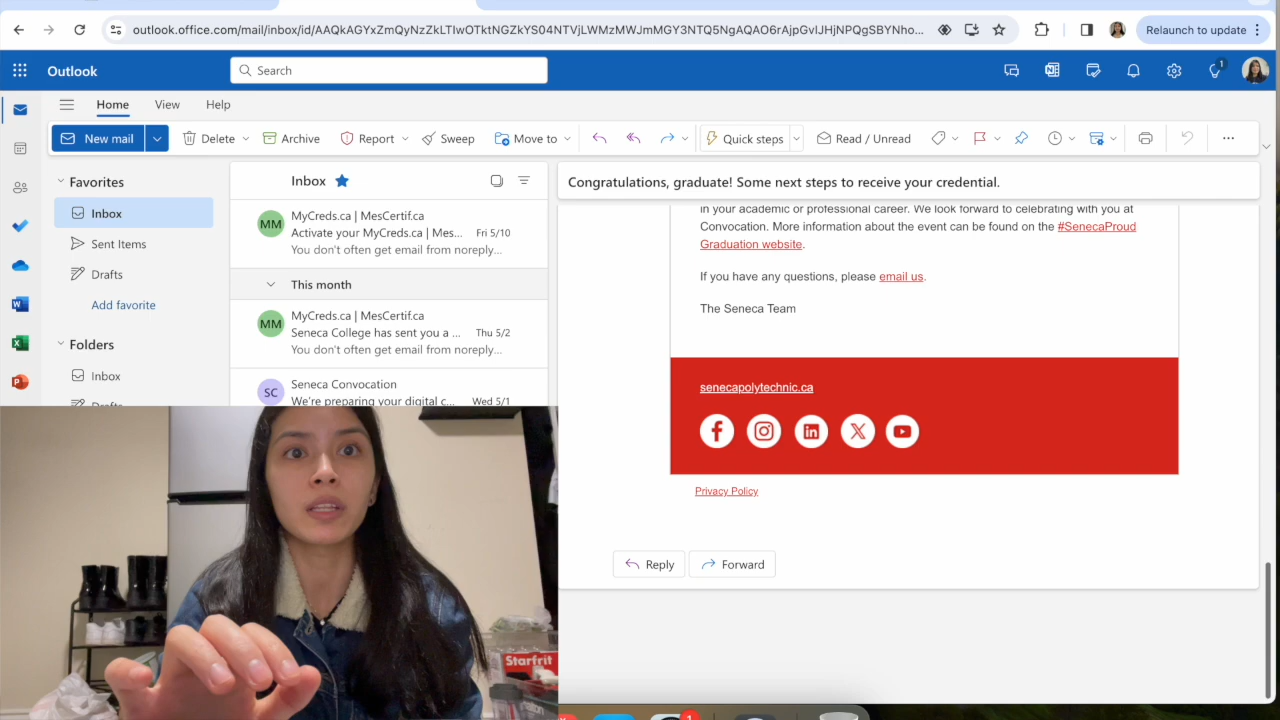 outlook.office.com/mail/inbox/id/AAQkAGYxZmQyNzZkLTIwOTktNGZkYS04NTVjLWMzMWJmMGY3NTQ5NgAQAO6rAjpGvIJHjNPQgSBYNho...
Relaunch to update
Outlook
Search
1
Home View Help
New mail Delete Archive Report Sweep Move to Quick steps Read / Unread
Favorites
Inbox
Sent Items
Drafts
Add favorite
Folders
Inbox
Inbox
MM
MyCreds.ca | MesCertif.ca
Activate your MyCreds.ca | Mes... Fri 5/10
You don't often get email from noreply...
This month
MM
MyCreds.ca | MesCertif.ca
Seneca College has sent you a ... Thu 5/2
You don't often get email from noreply...
SC
Seneca Convocation
We're preparing your digital c... Wed 5/1
Congratulations, graduate! Some next steps to receive your credential.
in your academic or professional career. We look forward to celebrating with you at
Convocation. More information about the event can be found on the #SenecaProud
Graduation website.
If you have any questions, please email us.
The Seneca Team
senecapolytechnic.ca
Privacy Policy
Reply Forward
Starfrit
1